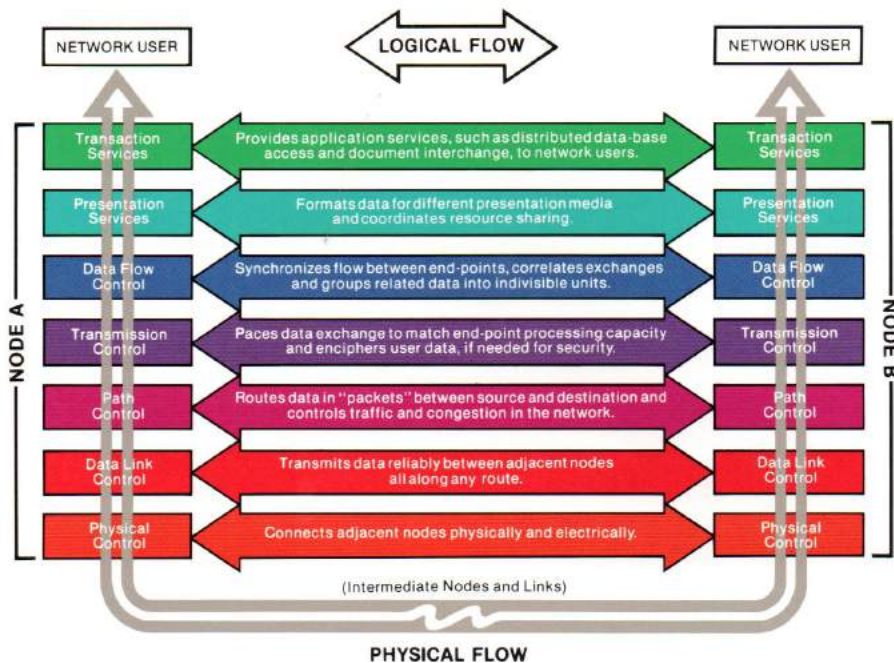 NETWORK USER
LOGICAL FLOW
NETWORK USER
NODE A
Transaction
Services
Provides application services, such as distributed data-base
access and document interchange, to network users.
Transaction
Services
Presentation
Services
Formats data for different presentation media
and coordinates resource sharing.
Presentation
Services
Data Flow
Control
Synchronizes flow between end-points, correlates exchanges
and groups related data into indivisible units.
Data Flow
Control
Transmission
Control
Paces data exchange to match end-point processing capacity
and enciphers user data, if needed for security.
Transmission
Control
Path
Control
Routes data in "packets" between source and destination and
controls traffic and congestion in the network.
Path
Control
Data Link
Control
Transmits data reliably between adjacent nodes
all along any route.
Data Link
Control
Physical
Control
Connects adjacent nodes physically and electrically.
Physical
Control
NODE B
(Intermediate Nodes and Links)
PHYSICAL FLOW